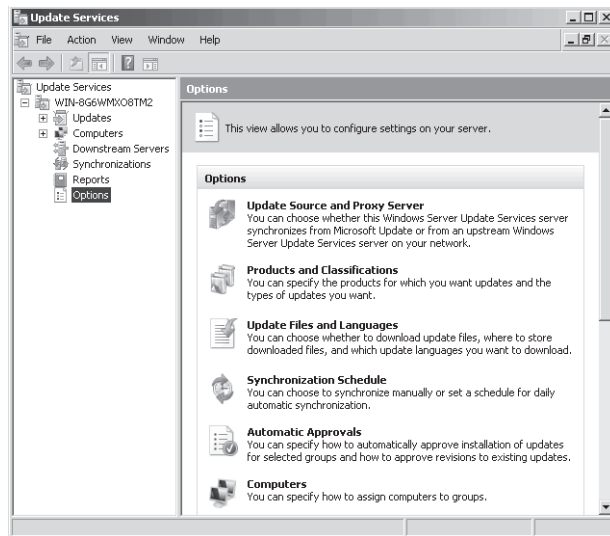 Update Services
File Action View Window Help
Update Services
WIN-8G6WMXO8TM2
Updates
Computers
Downstream Servers
Synchronizations
Reports
Options
Options
This view allows you to configure settings on your server.
Options
Update Source and Proxy Server
You can choose whether this Windows Server Update Services server
synchronizes from Microsoft Update or from an upstream Windows
Server Update Services server on your network.
Products and Classifications
You can specify the products for which you want updates and the
types of updates you want.
Update Files and Languages
You can choose whether to download update files, where to store
downloaded files, and which update languages you want to download.
Synchronization Schedule
You can choose to synchronize manually or set a schedule for daily
automatic synchronization.
Automatic Approvals
You can specify how to automatically approve installation of updates
for selected groups and how to approve revisions to existing updates.
Computers
You can specify how to assign computers to groups.